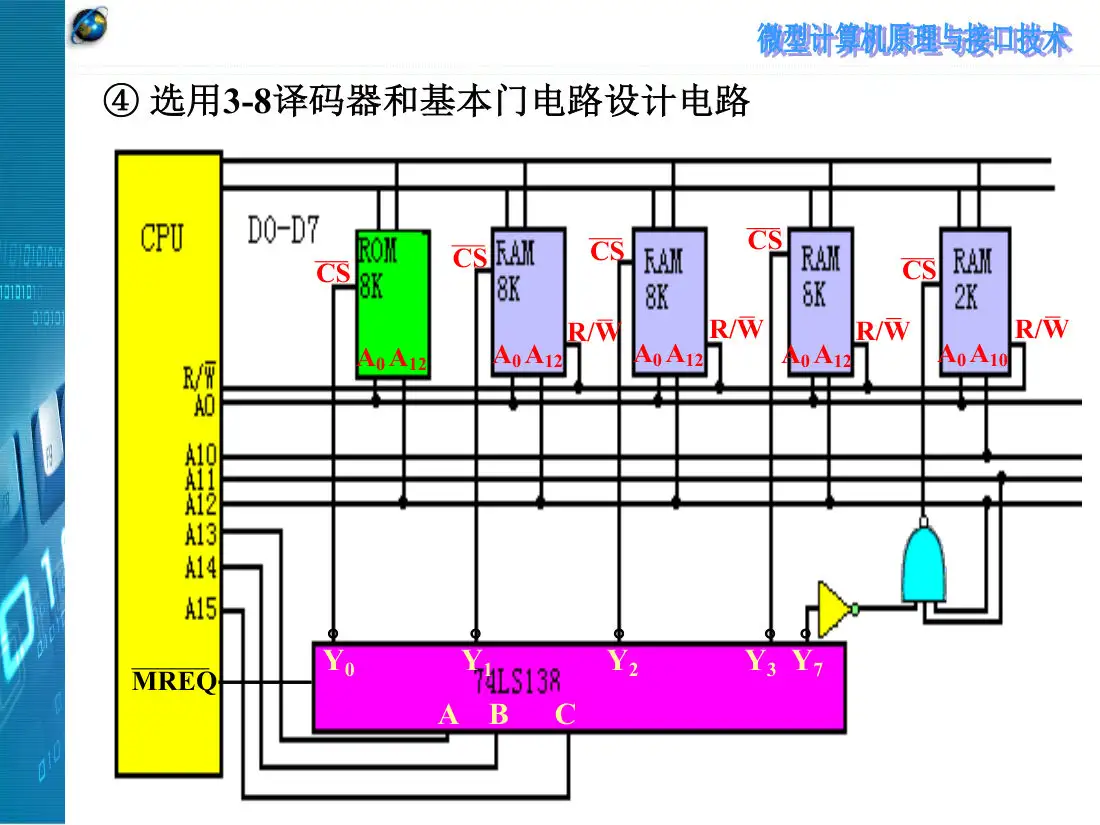 微型计算机原理与接口技术
④ 选用3-8译码器和基本门电路设计电路
CPU
D0-D7
ROM
8K
CS
A0 A12
RAM
8K
CS
R/W
A0 A12
RAM
8K
CS
R/W
A0 A12
RAM
8K
CS
R/W
A0 A12
RAM
2K
CS
R/W
A0 A10
R/W
A0
A10
A11
A12
A13
A14
A15
MREQ
Y0 Y1 Y2 Y3 Y7
74LS138
A B C